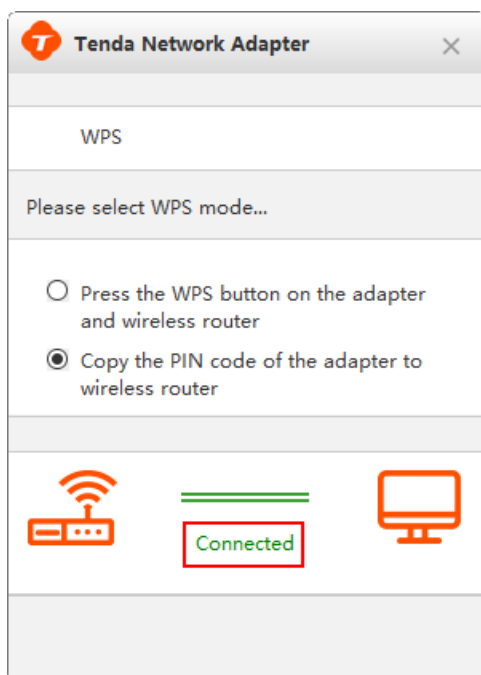 Tenda Network Adapter
WPS
Please select WPS mode...
Press the WPS button on the adapter
and wireless router
Copy the PIN code of the adapter to
wireless router
Connected